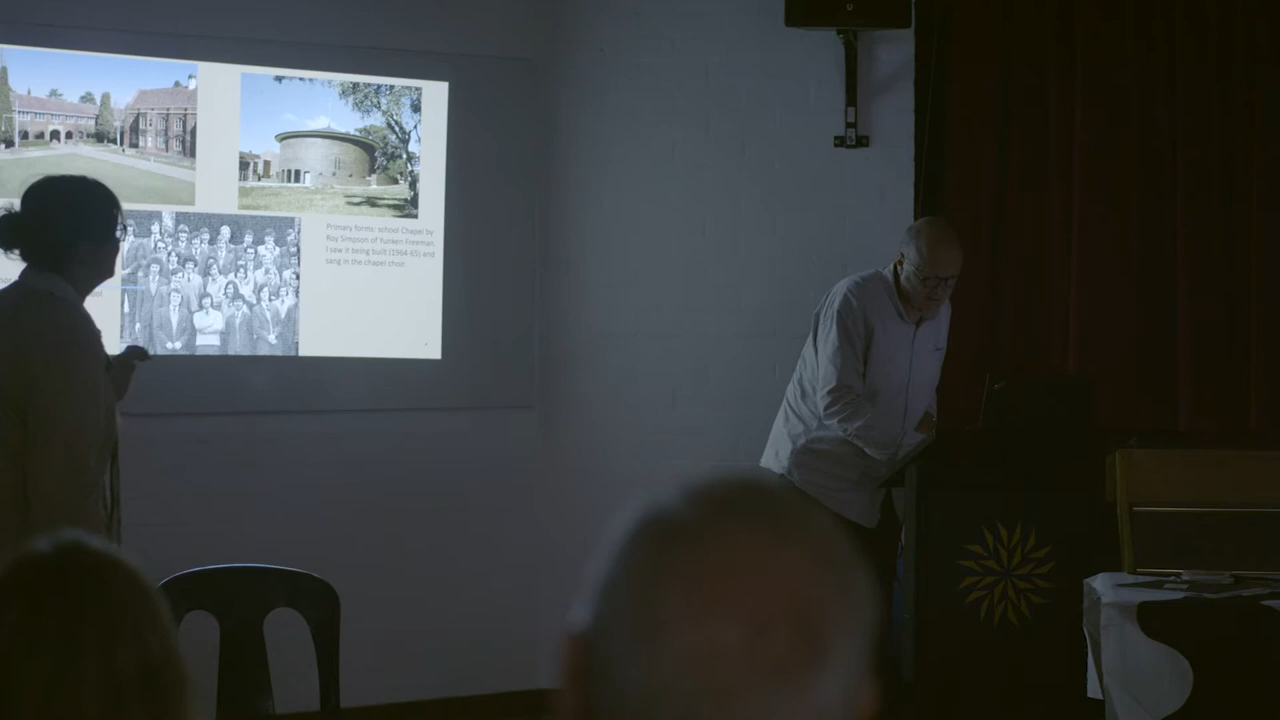 Primary forms: school Chapel by
Roy Simpson of Yunken Freeman,
I saw it being built (1964-65) and
sang in the chapel choir.